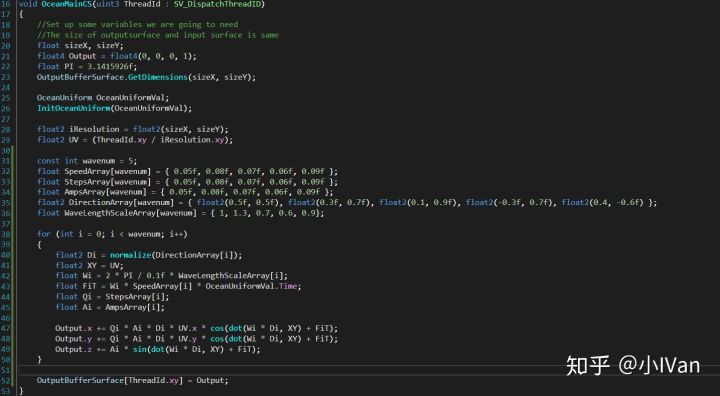 16 void OceanMainCS(uint3 ThreadId : SV_DispatchThreadID)
17 {
18 //Set up some variables we are going to need
19 //The size of outputsurface and input surface is same
20 float sizeX, sizeY;
21 float4 Output = float4(0, 0, 0, 1);
22 float PI = 3.1415926f;
23 OutputBufferSurface.GetDimensions(sizeX, sizeY);
24
25 OceanUniform OceanUniformVal;
26 InitOceanUniform(OceanUniformVal);
27
28 float2 iResolution = float2(sizeX, sizeY);
29 float2 UV = (ThreadId.xy / iResolution.xy);
30
31 const int wavenum = 5;
32 float SpeedArray[wavenum] = { 0.05f, 0.08f, 0.07f, 0.06f, 0.09f };
33 float StepsArray[wavenum] = { 0.05f, 0.08f, 0.07f, 0.06f, 0.09f };
34 float AmpsArray[wavenum] = { 0.05f, 0.08f, 0.07f, 0.06f, 0.09f };
35 float2 DirectionArray[wavenum] = { float2(0.5f, 0.5f), float2(0.3f, 0.7f), float2(0.1, 0.9f), float2(-0.3f, 0.7f), float2(0.4, -0.6f) };
36 float WaveLengthScaleArray[wavenum] = { 1, 1.3, 0.7, 0.6, 0.9};
37
38 for (int i = 0; i < wavenum; i++)
39 {
40 float2 Di = normalize(DirectionArray[i]);
41 float2 XY = UV;
42 float Wi = 2 * PI / 0.1f * WaveLengthScaleArray[i];
43 float FiT = Wi * SpeedArray[i] * OceanUniformVal.Time;
44 float Qi = StepsArray[i];
45 float Ai = AmpsArray[i];
46
47 Output.x += Qi * Ai * Di * UV.x * cos(dot(Wi * Di, XY) + FiT);
48 Output.y += Qi * Ai * Di * UV.y * cos(dot(Wi * Di, XY) + FiT);
49 Output.z += Ai * sin(dot(Wi * Di, XY) + FiT);
50 }
51
52 OutputBufferSurface[ThreadId.xy] = Output;
53 }
知乎 @小IVan